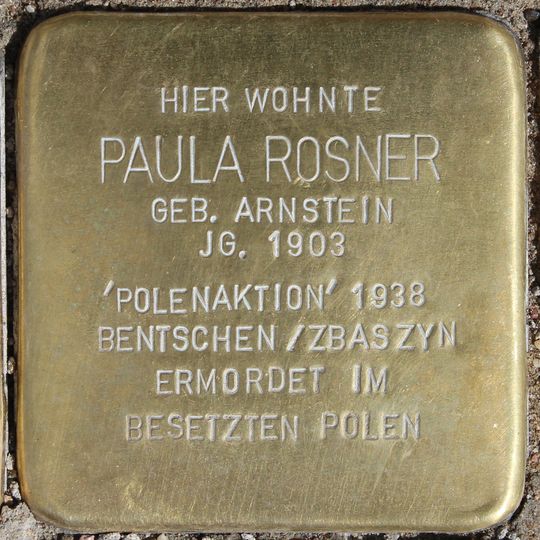 HIER WOHNTE
PAULA ROSNER
GEB. ARNSTEIN
JG. 1903
'POLENAKTION' 1938
BENTSCHEN/ZBASZYN
ERMORDET IM
BESETZTEN POLEN